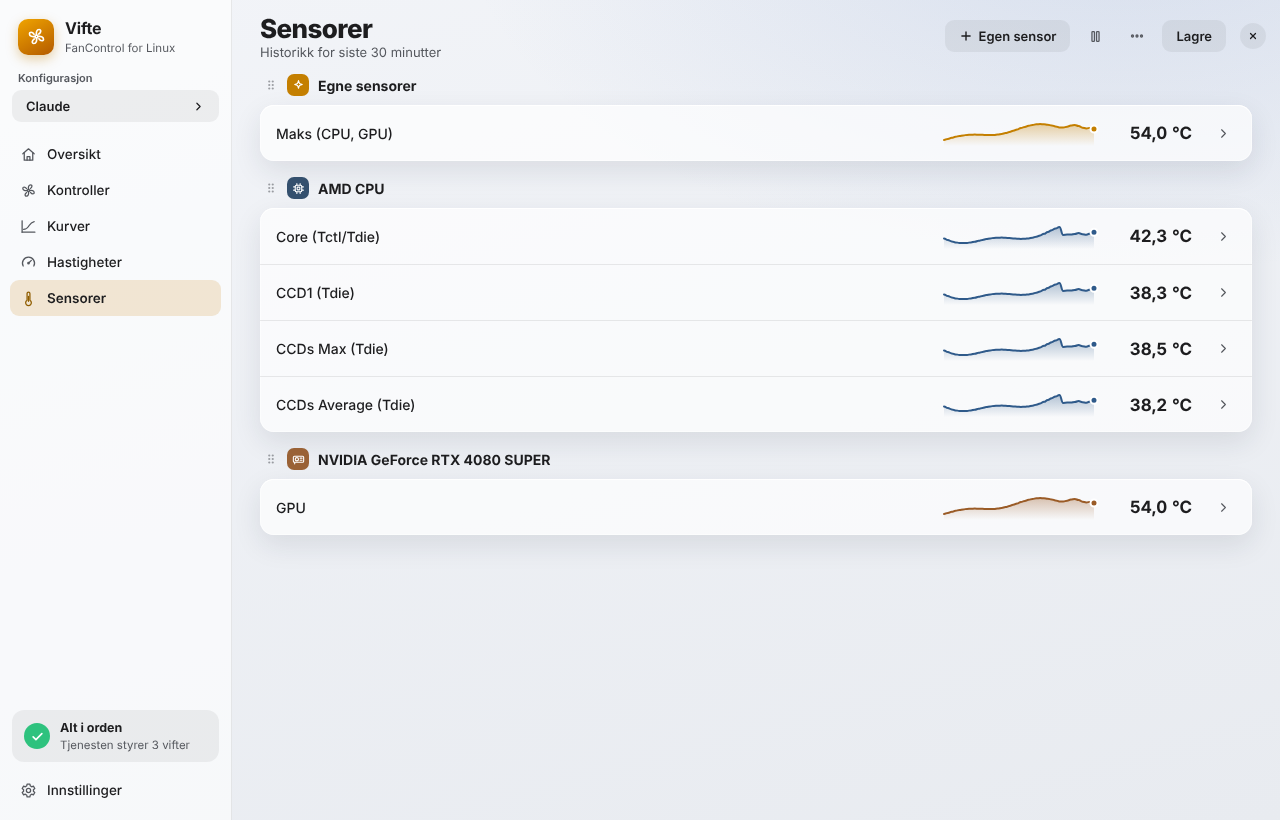 Vifte
FanControl for Linux
Konfigurasjon
Claude
Oversikt
Kontroller
Kurver
Hastigheter
Sensorer
Alt i orden
Tjenesten styrer 3 vifter
Innstillinger
Sensorer
Historikk for siste 30 minutter
Egen sensor
Lagre
Egne sensorer
Maks (CPU, GPU) 54,0 °C
AMD CPU
Core (Tctl/Tdie) 42,3 °C
CCD1 (Tdie) 38,3 °C
CCDs Max (Tdie) 38,5 °C
CCDs Average (Tdie) 38,2 °C
NVIDIA GeForce RTX 4080 SUPER
GPU 54,0 °C